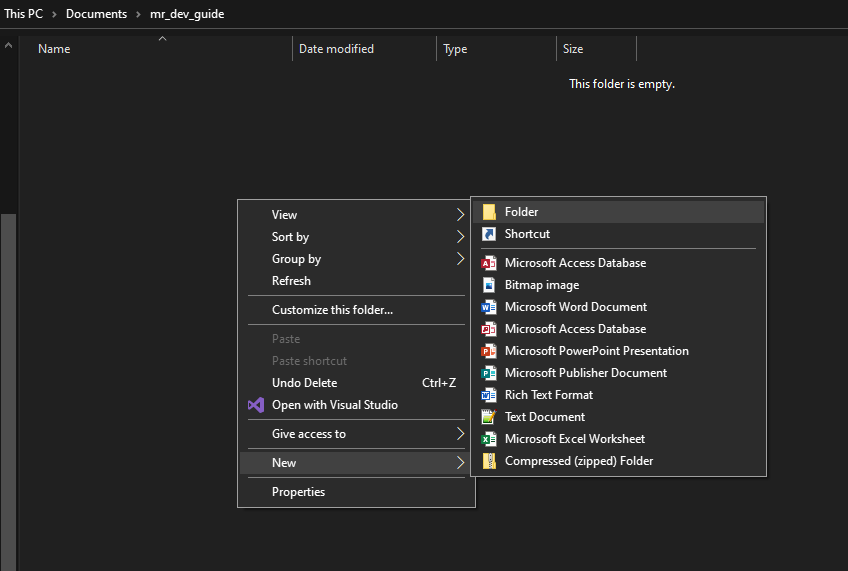 This PC > Documents > mr_dev_guide
Name Date modified Type Size
This folder is empty.
View
Sort by
Group by
Refresh
Customize this folder...
Paste
Paste shortcut
Undo Delete Ctrl+Z
Open with Visual Studio
Give access to
New
Properties
Folder
Shortcut
Microsoft Access Database
Bitmap image
Microsoft Word Document
Microsoft Access Database
Microsoft PowerPoint Presentation
Microsoft Publisher Document
Rich Text Format
Text Document
Microsoft Excel Worksheet
Compressed (zipped) Folder